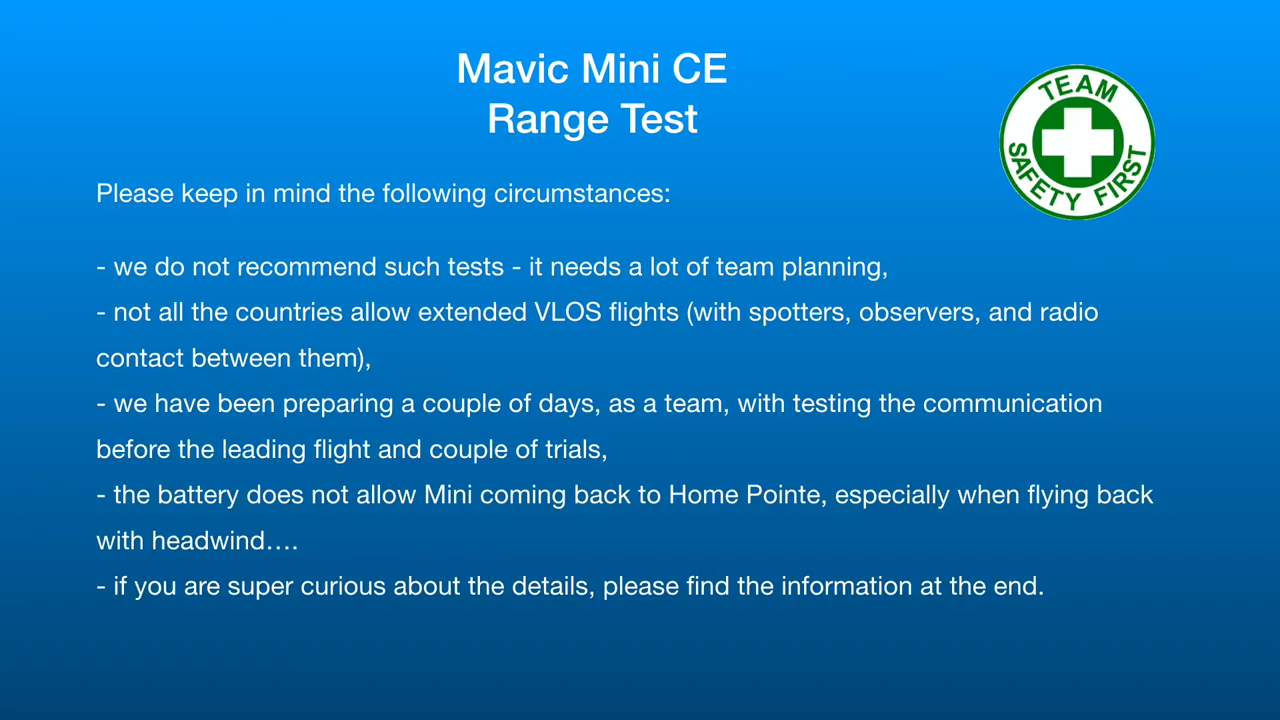 Mavic Mini CE
Range Test
TEAM
SAFETY FIRST
Please keep in mind the following circumstances:
- we do not recommend such tests - it needs a lot of team planning,
- not all the countries allow extended VLOS flights (with spotters, observers, and radio
contact between them),
- we have been preparing a couple of days, as a team, with testing the communication
before the leading flight and couple of trials,
- the battery does not allow Mini coming back to Home Pointe, especially when flying back
with headwind….
- if you are super curious about the details, please find the information at the end.